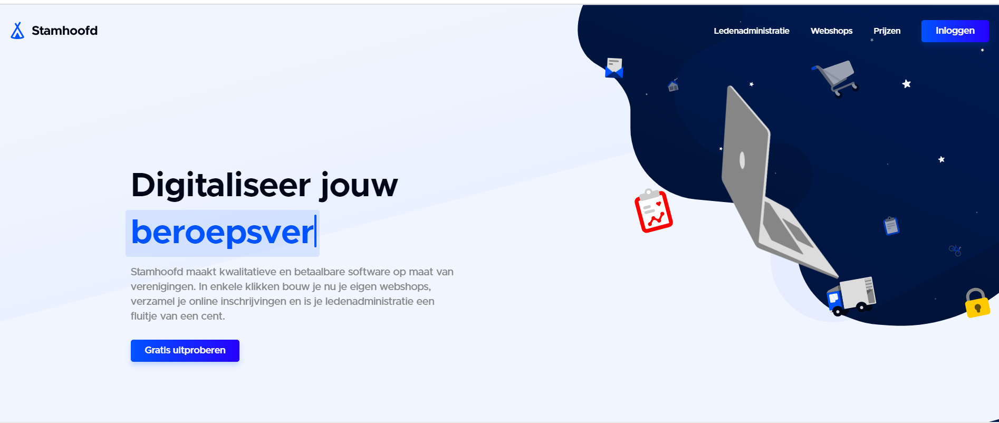 Stamhoofd
Ledenadministratie
Webshops
Prijzen
Inloggen
Digitaliseer jouw
beroepsver
Stamhoofd maakt kwalitatieve en betaalbare software op maat van
verenigingen. In enkele klikken bouw je nu je eigen webshops,
verzamel je online inschrijvingen en is je ledenadministratie een
fluitje van een cent.
Gratis uitproberen